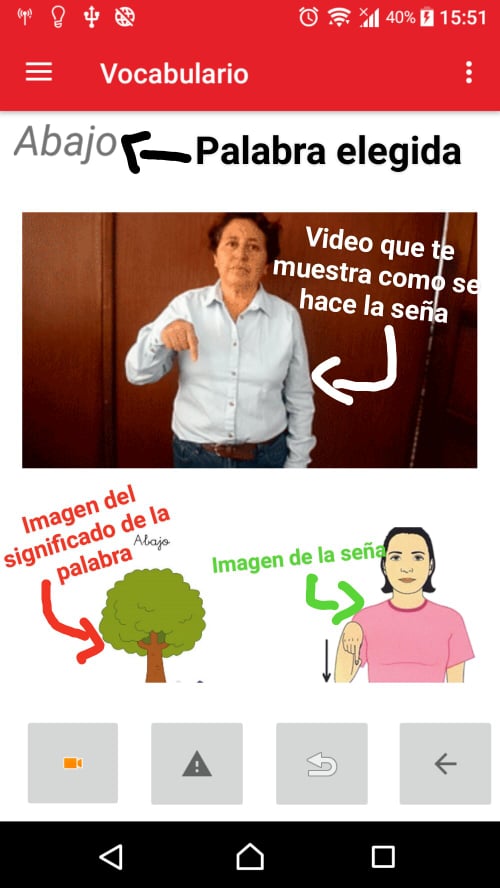 40% 15:51
Vocabulario
Abajo
Palabra elegida
Video que te
muestra como se
hace la seña
Imagen del
significado de la
palabra
Abajo
Imagen de la seña